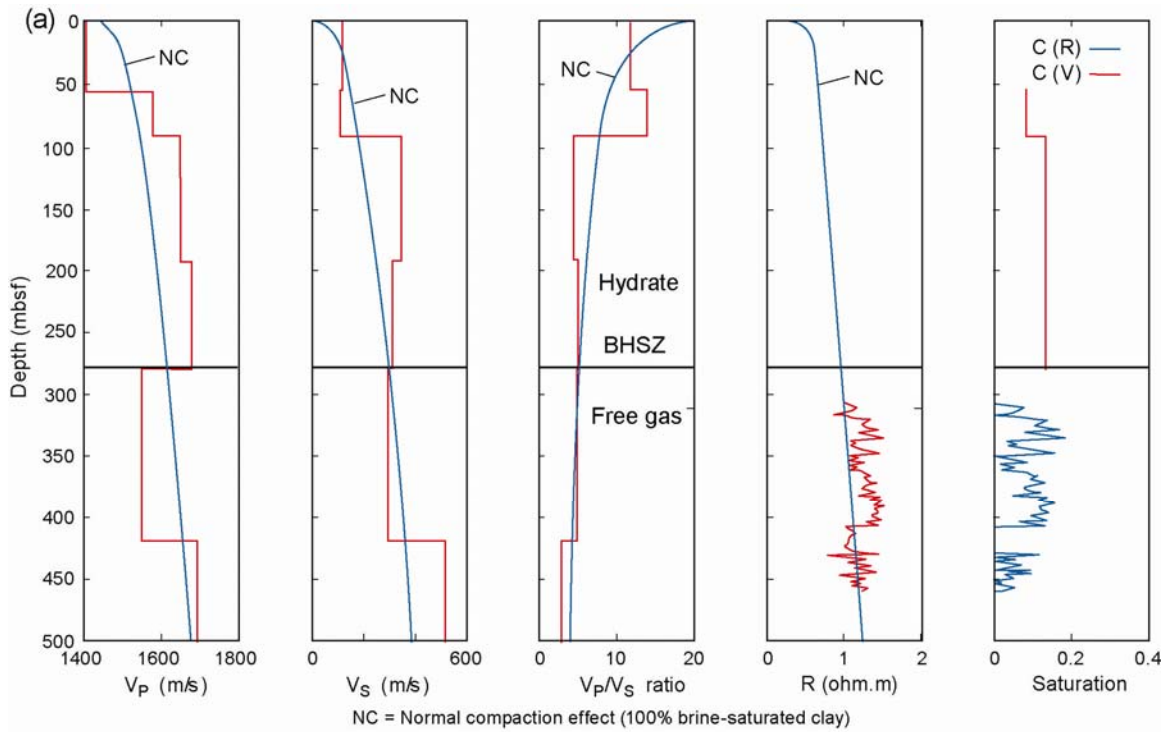 (a)
0
50
100
150
200
250
300
350
400
450
500
Depth (mbsf)
NC
NC
NC
NC
C (R)
C (V)
Hydrate
BHSZ
Free gas
1400 1600 1800
0 600
0 10 20
0 1 2
0 0.2 0.4
VP (m/s)
VS (m/s)
VP/VS ratio
R (ohm.m)
Saturation
NC = Normal compaction effect (100% brine-saturated clay)